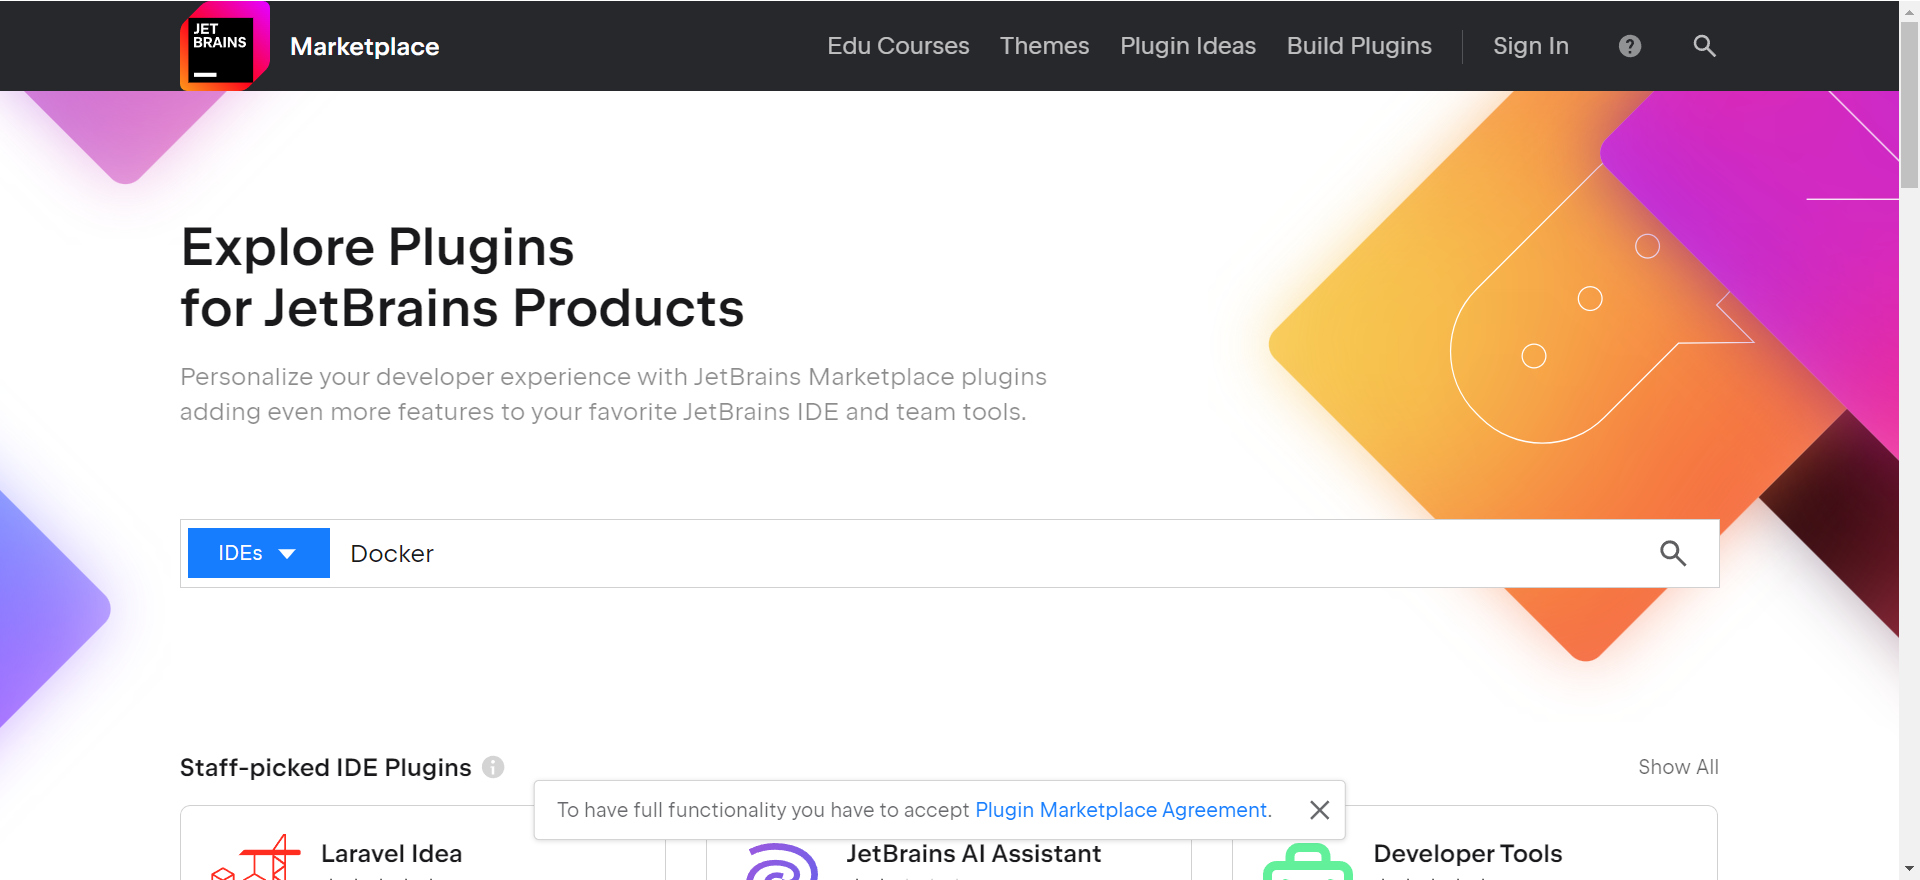 JET
BRAINS
Marketplace
Edu Courses
Themes
Plugin Ideas
Build Plugins
Sign In
Explore Plugins
for JetBrains Products
Personalize your developer experience with JetBrains Marketplace plugins
adding even more features to your favorite JetBrains IDE and team tools.
IDEs
Docker
Staff-picked IDE Plugins
Show All
To have full functionality you have to accept Plugin Marketplace Agreement.
Laravel Idea
JetBrains AI Assistant
Developer Tools